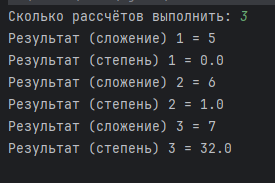 Сколько рассчётов выполнить: 3
Результат (сложение) 1 = 5
Результат (степень) 1 = 0.0
Результат (сложение) 2 = 6
Результат (степень) 2 = 1.0
Результат (сложение) 3 = 7
Результат (степень) 3 = 32.0